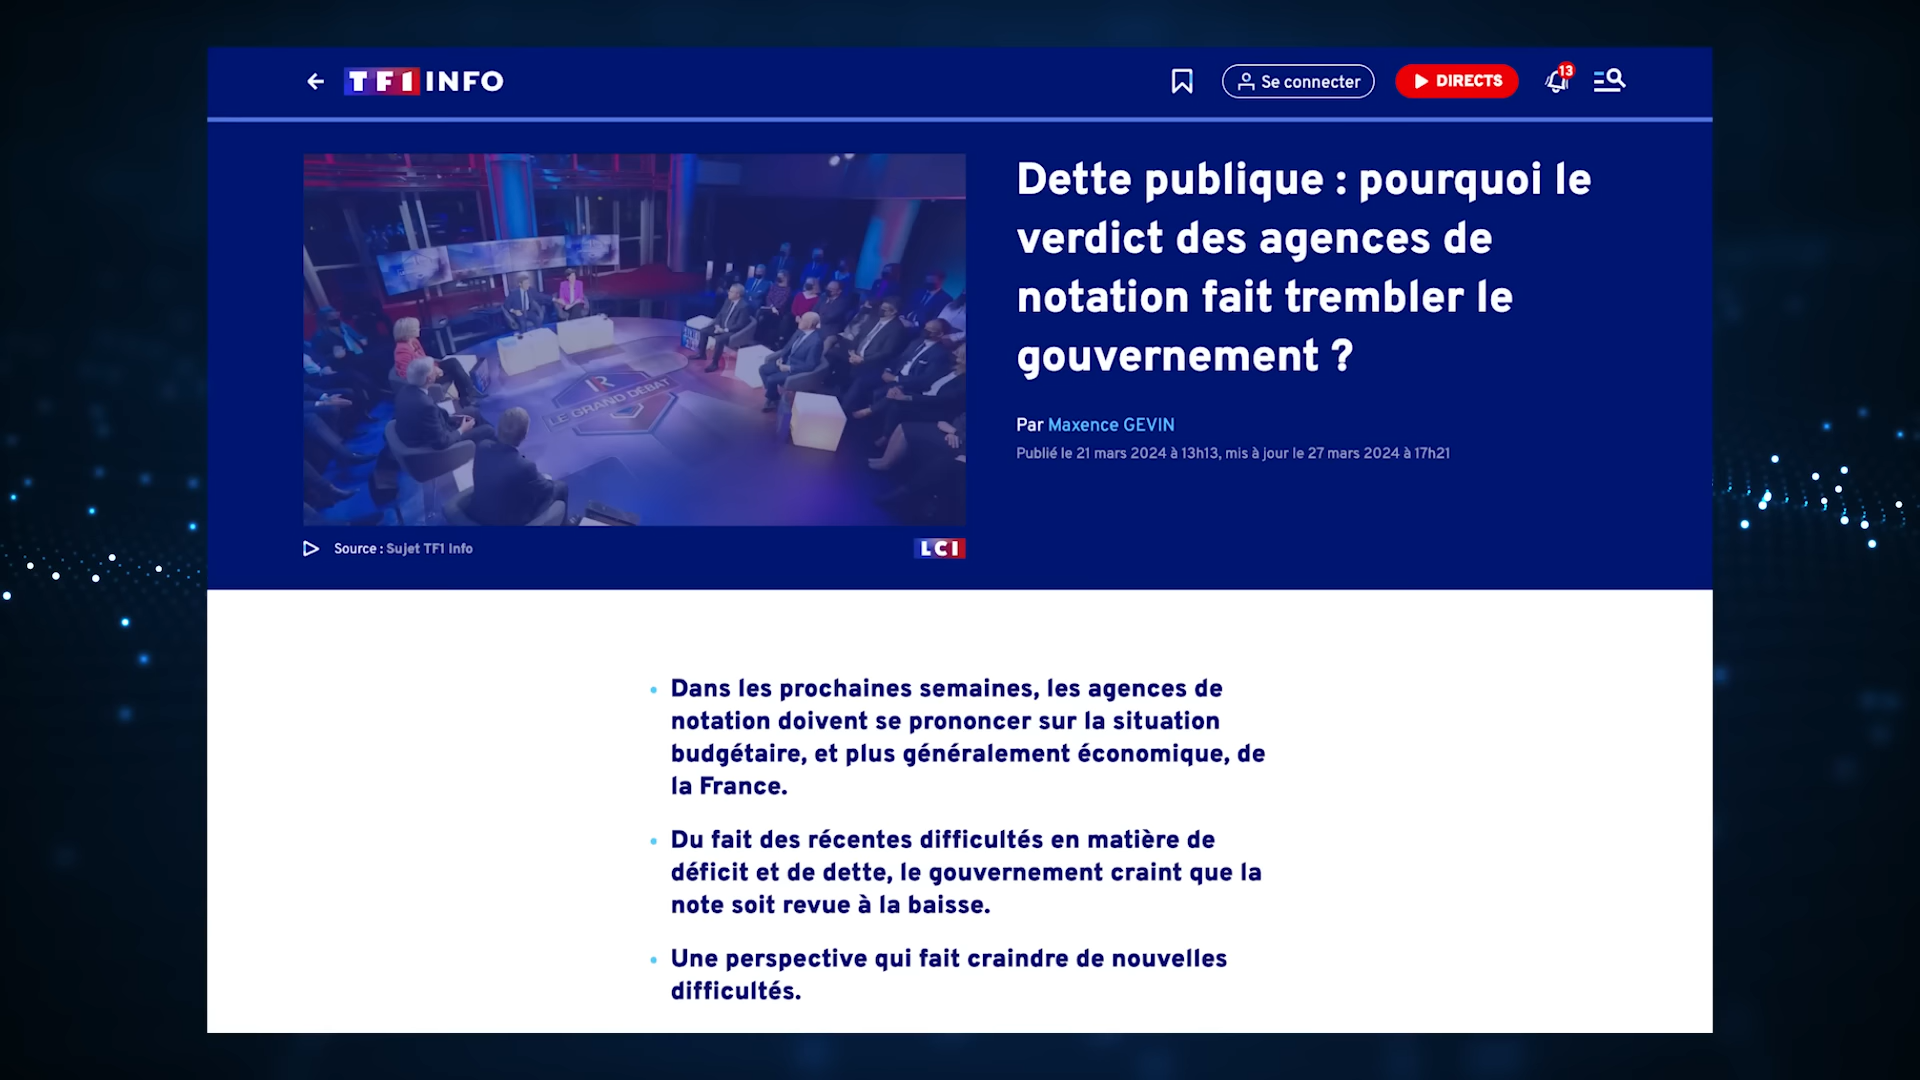 TF1 INFO
Se connecter
DIRECTS
13
Dette publique : pourquoi le
verdict des agences de
notation fait trembler le
gouvernement ?
Par Maxence GEVIN
Publié le 21 mars 2024 à 13h13, mis à jour le 27 mars 2024 à 17h21
LR
LE GRAND DÉBAT
Source : Sujet TF1 Info
LCI
Dans les prochaines semaines, les agences de
notation doivent se prononcer sur la situation
budgétaire, et plus généralement économique, de
la France.
Du fait des récentes difficultés en matière de
déficit et de dette, le gouvernement craint que la
note soit revue à la baisse.
Une perspective qui fait craindre de nouvelles
difficultés.